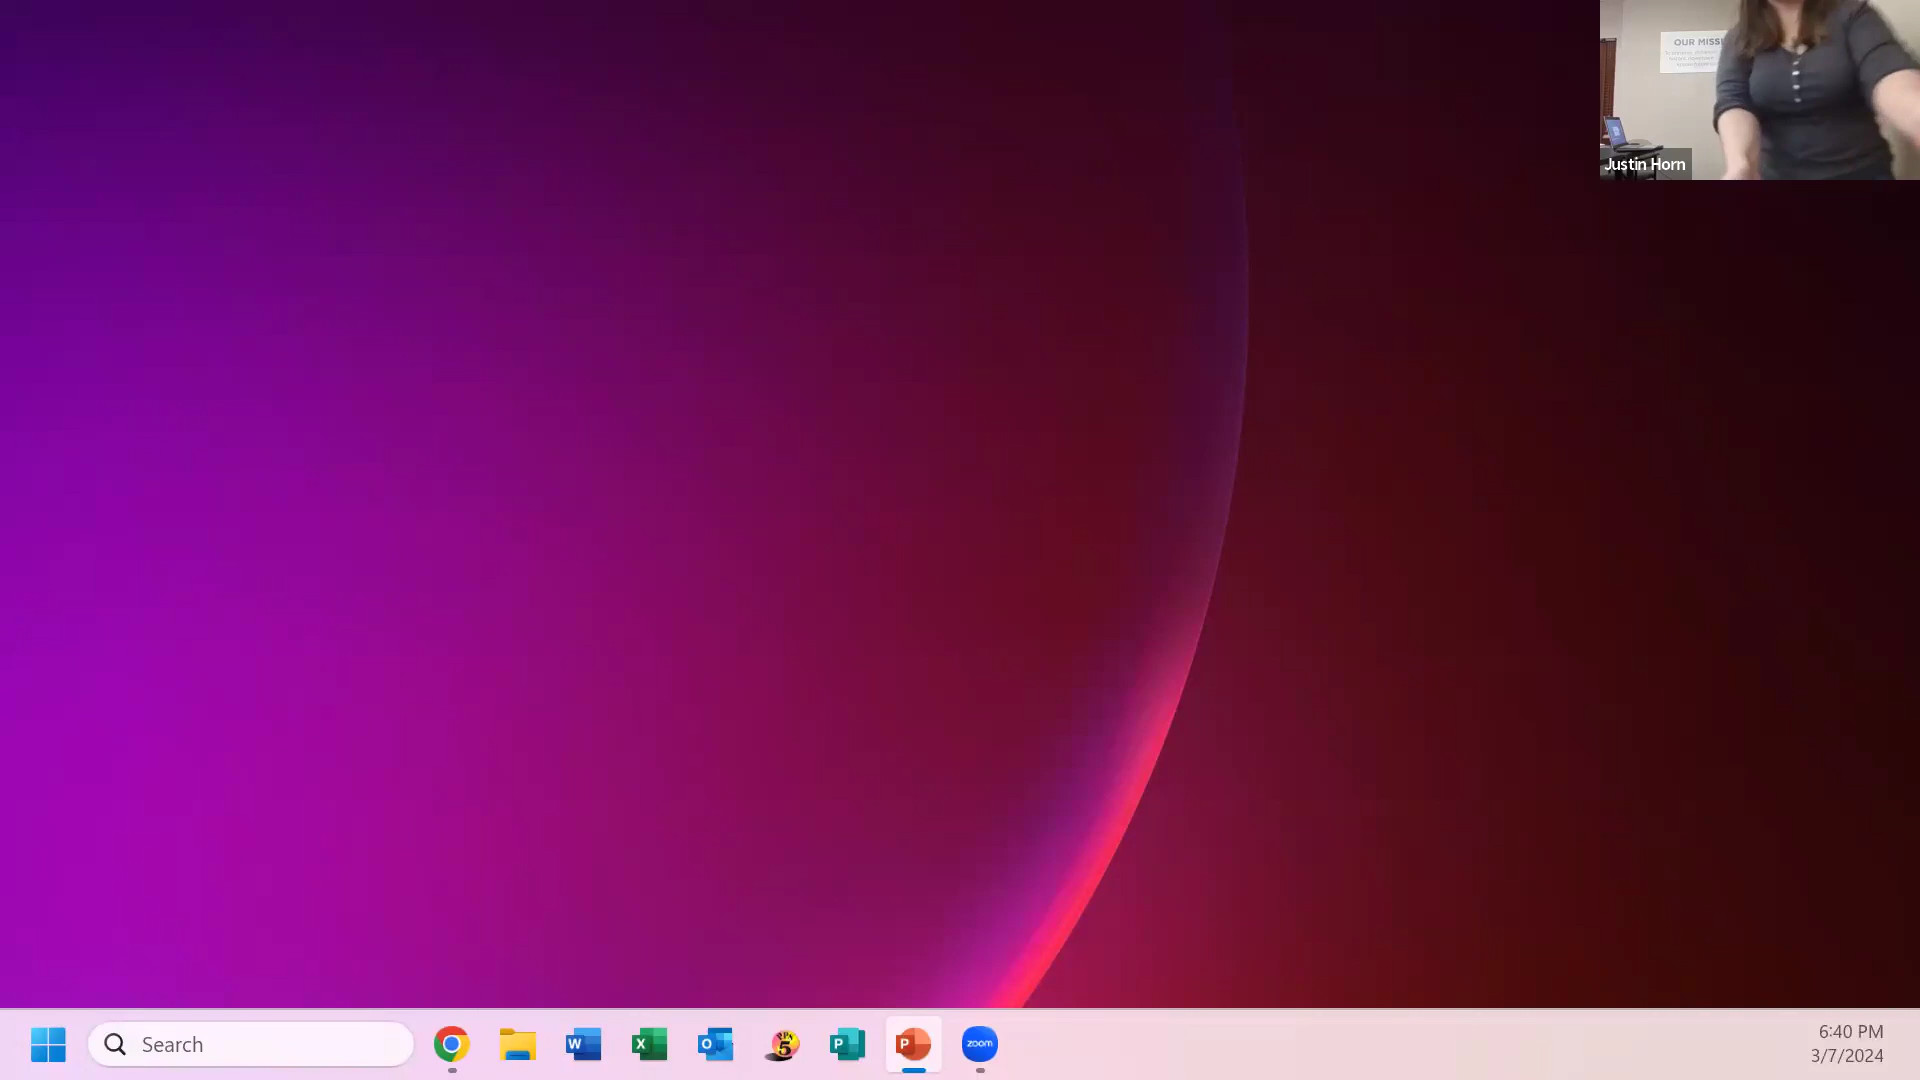 OUR MISSI
Justin Horn
Search
zoom
6:40 PM
3/7/2024